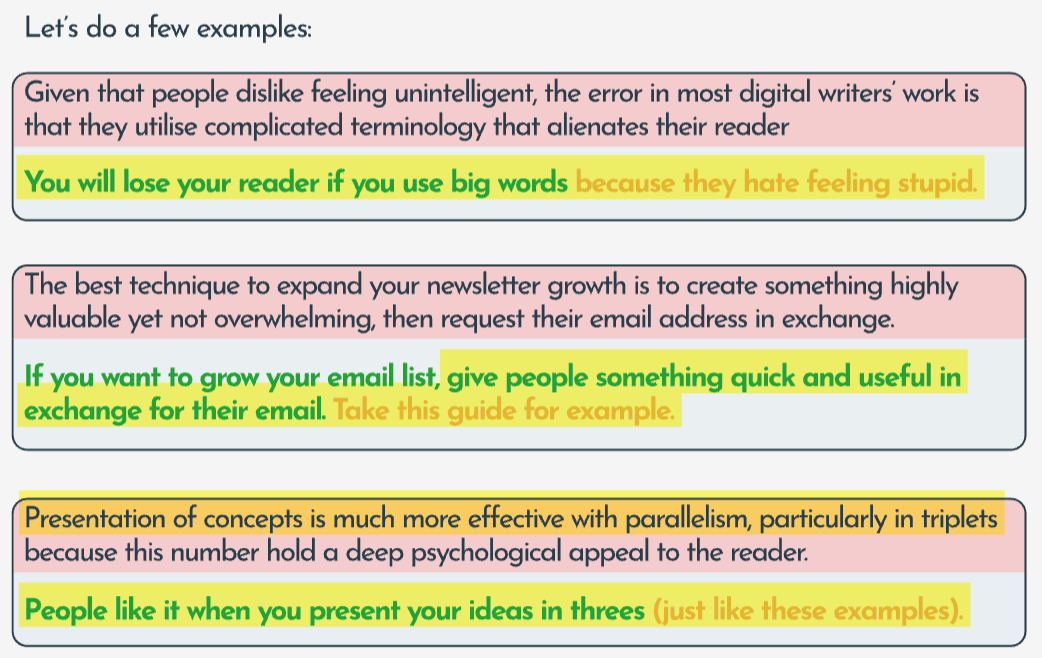 Let's do a few examples:
Given that people dislike feeling unintelligent, the error in most digital writers' work is
that they utilise complicated terminology that alienates their reader
You will lose your reader if you use big words because they hate feeling stupid.
The best technique to expand your newsletter growth is to create something highly
valuable yet not overwhelming, then request their email address in exchange.
If you want to grow your email list, give people something quick and useful in
exchange for their email. Take this guide for example.
Presentation of concepts is much more effective with parallelism, particularly in triplets
because this number hold a deep psychological appeal to the reader.
People like it when you present your ideas in threes (just like these examples).